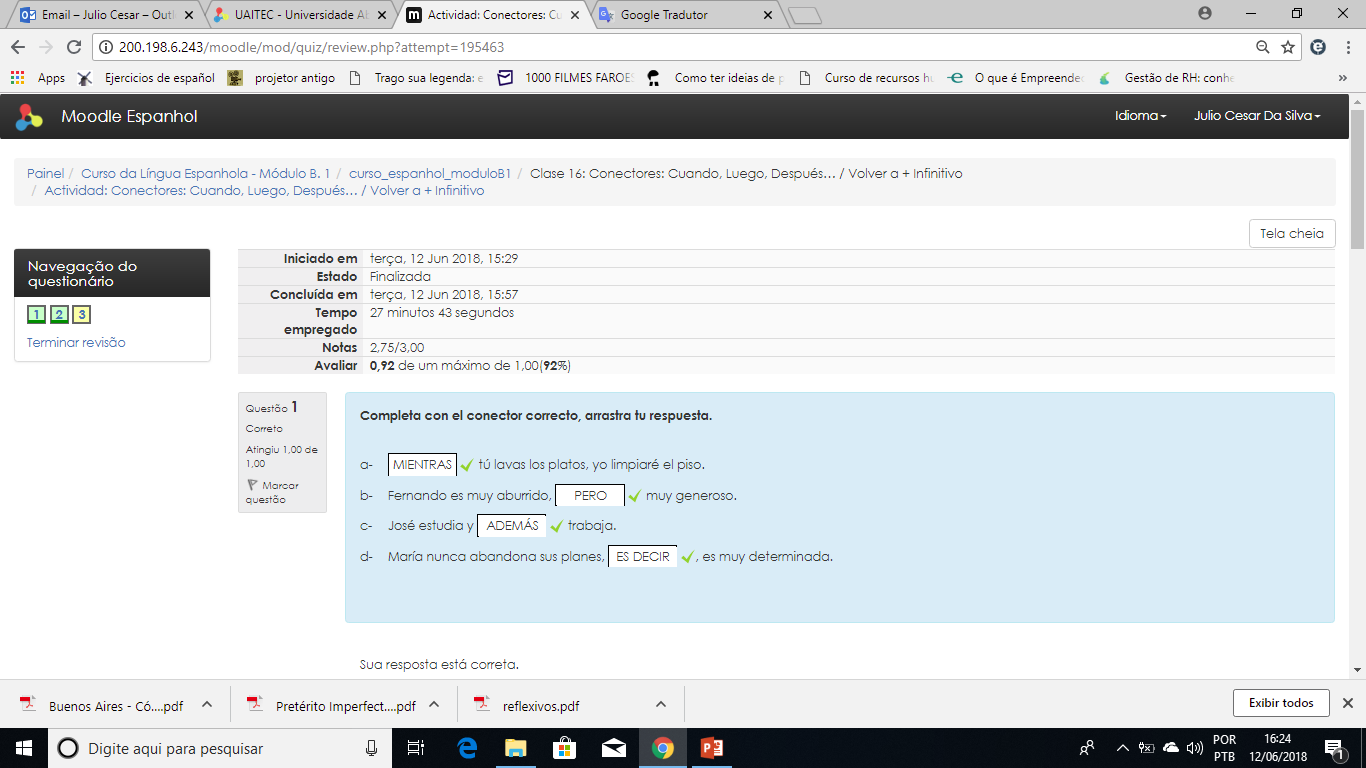 Email – Julio Cesar – Outl
UAITEC - Universidade Ab
Actividad: Conectores: Cu
Google Tradutor
200.198.6.243/moodle/mod/quiz/review.php?attempt=195463
Apps
Ejercicios de español
projetor antigo
Trago sua legenda: e
1000 FILMES FAROES
Como ter ideias de p
Curso de recursos hu
O que é Empreende
Gestão de RH: conhe
»
Moodle Espanhol
Idioma
Julio Cesar Da Silva
Painel / Curso da Língua Espanhola - Módulo B. 1 / curso_espanhol_moduloB1 / Clase 16: Conectores: Cuando, Luego, Después... / Volver a + Infinitivo
/ Actividad: Conectores: Cuando, Luego, Después... / Volver a + Infinitivo
Tela cheia
Navegação do
questionário
1 2 3
Terminar revisão
Iniciado em terça, 12 Jun 2018, 15:29
Estado Finalizada
Concluída em terça, 12 Jun 2018, 15:57
Tempo 27 minutos 43 segundos
empregado
Notas 2,75/3,00
Avaliar 0,92 de um máximo de 1,00(92%)
Questão 1
Correto
Atingiu 1,00 de
1,00
Marcar
questão
Completa con el conector correcto, arrastra tu respuesta.
a- MIENTRAS tú lavas los platos, yo limpiaré el piso.
b- Fernando es muy aburrido, PERO muy generoso.
c- José estudia y ADEMÁS trabaja.
d- María nunca abandona sus planes, ES DECIR , es muy determinada.
Sua resposta está correta.
Buenos Aires - Có....pdf
Pretérito Imperfect....pdf
reflexivos.pdf
Exibir todos
Digite aqui para pesquisar
POR
PTB
16:24
12/06/2018
1